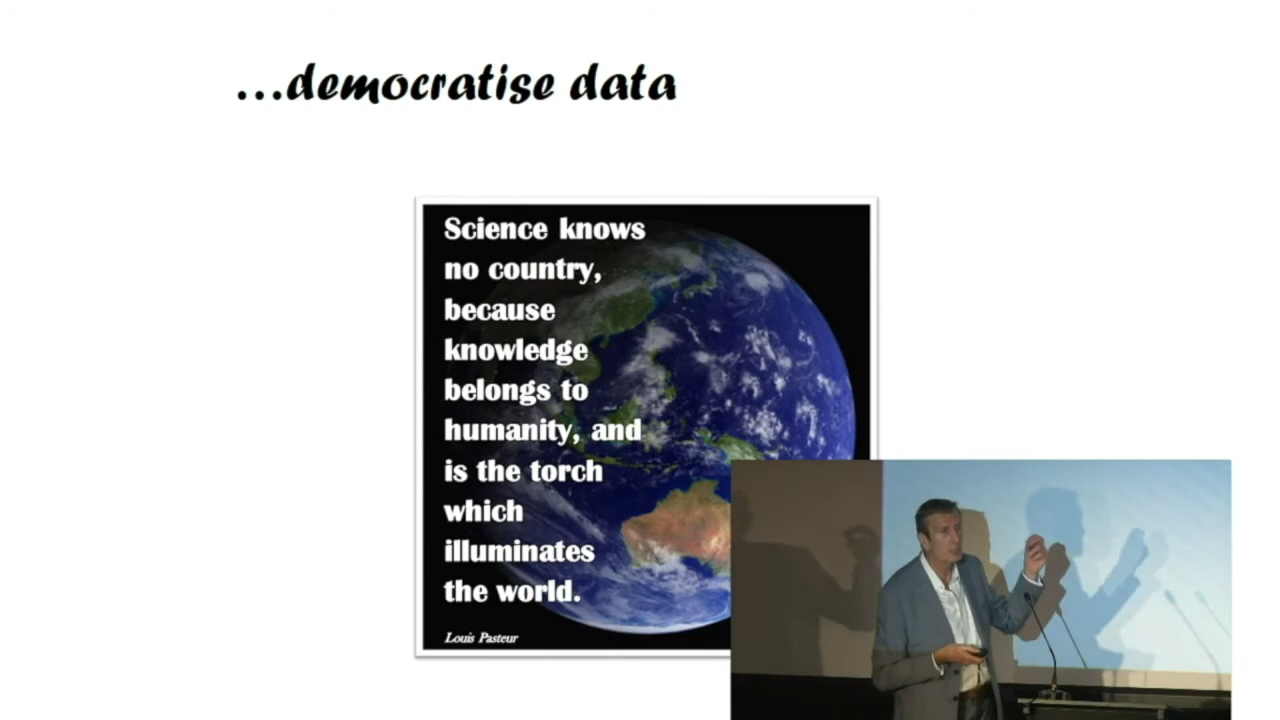 ...democratise data
Science knows
no country,
because
knowledge
belongs to
humanity, and
is the torch
which
illuminates
the world.
Louis Pasteur